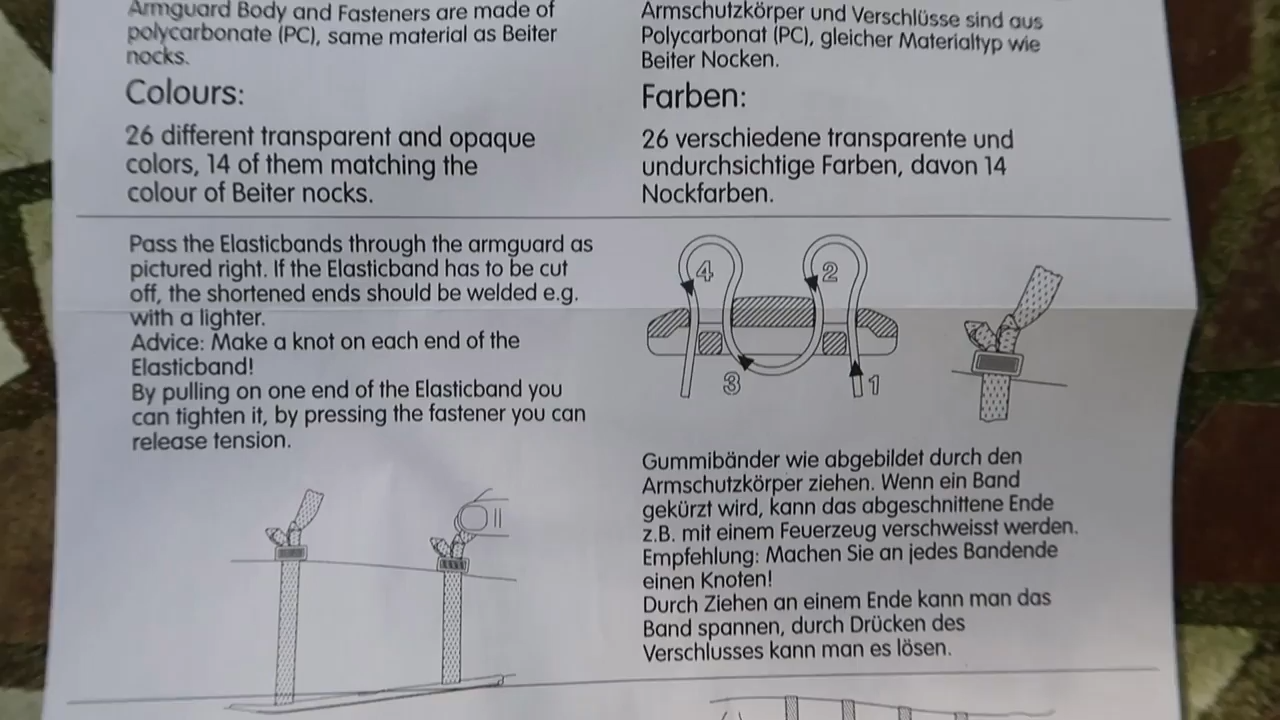 Armguard Body and Fasteners are made of
polycarbonate (PC), same material as Beiter
nocks.
Colours:
26 different transparent and opaque
colors, 14 of them matching the
colour of Beiter nocks.
Armschutzkörper und Verschlüsse sind aus
Polycarbonat (PC), gleicher Materialtyp wie
Beiter Nocken.
Farben:
26 verschiedene transparente und
undurchsichtige Farben, davon 14
Nockfarben.
Pass the Elasticbands through the armguard as
pictured right. If the Elasticband has to be cut
off, the shortened ends should be welded e.g.
with a lighter.
Advice: Make a knot on each end of the
Elasticband!
By pulling on one end of the Elasticband you
can tighten it, by pressing the fastener you can
release tension.
4 2
3 1
Gummibänder wie abgebildet durch den
Armschutzkörper ziehen. Wenn ein Band
gekürzt wird, kann das abgeschnittene Ende
z.B. mit einem Feuerzeug verschweisst werden.
Empfehlung: Machen Sie an jedes Bandende
einen Knoten!
Durch Ziehen an einem Ende kann man das
Band spannen, durch Drücken des
Verschlusses kann man es lösen.